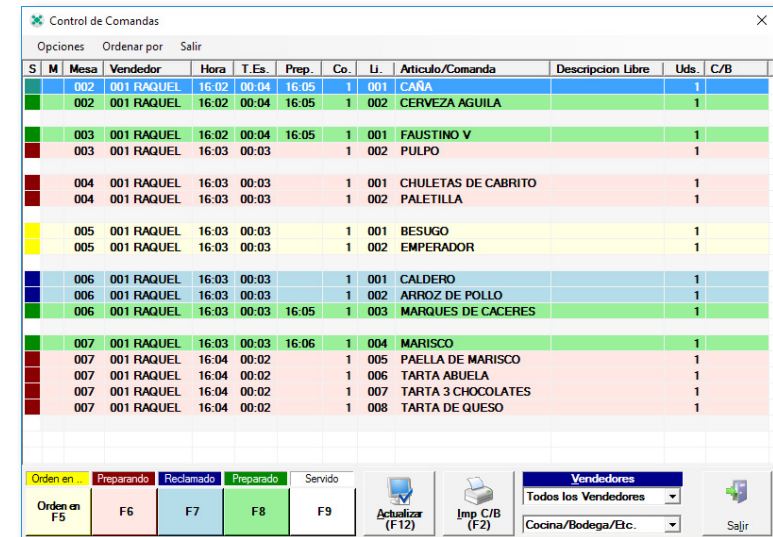 Control de Comandas
Opciones Ordenar por Salir
S M Mesa Vendedor Hora T.Es. Prep. Co. Li. Articulo/Comanda Descripcion Libre Uds. C/B
002 001 RAQUEL 16:02 00:04 16:05 1 001 CAÑA 1
002 001 RAQUEL 16:02 00:04 16:05 1 002 CERVEZA AGUILA 1
003 001 RAQUEL 16:02 00:04 16:05 1 001 FAUSTINO V 1
003 001 RAQUEL 16:03 00:03 1 002 PULPO 1
004 001 RAQUEL 16:03 00:03 1 001 CHULETAS DE CABRITO 1
004 001 RAQUEL 16:03 00:03 1 002 PALETILLA 1
005 001 RAQUEL 16:03 00:03 1 001 BESUGO 1
005 001 RAQUEL 16:03 00:03 1 002 EMPERADOR 1
006 001 RAQUEL 16:03 00:03 1 001 CALDERO 1
006 001 RAQUEL 16:03 00:03 1 002 ARROZ DE POLLO 1
006 001 RAQUEL 16:03 00:03 16:05 1 003 MARQUES DE CACERES 1
007 001 RAQUEL 16:03 00:03 16:06 1 004 MARISCO 1
007 001 RAQUEL 16:04 00:02 1 005 PAELLA DE MARISCO 1
007 001 RAQUEL 16:04 00:02 1 006 TARTA ABUELA 1
007 001 RAQUEL 16:04 00:02 1 007 TARTA 3 CHOCOLATES 1
007 001 RAQUEL 16:04 00:02 1 008 TARTA DE QUESO 1
Orden en .. Preparando Reclamado Preparado Servido Vendedores
Orden en
F5 F6 F7 F8 F9
Actualizar
(F12)
Imp C/B
(F2)
Todos los Vendedores
Cocina/Bodega/Etc.
Salir